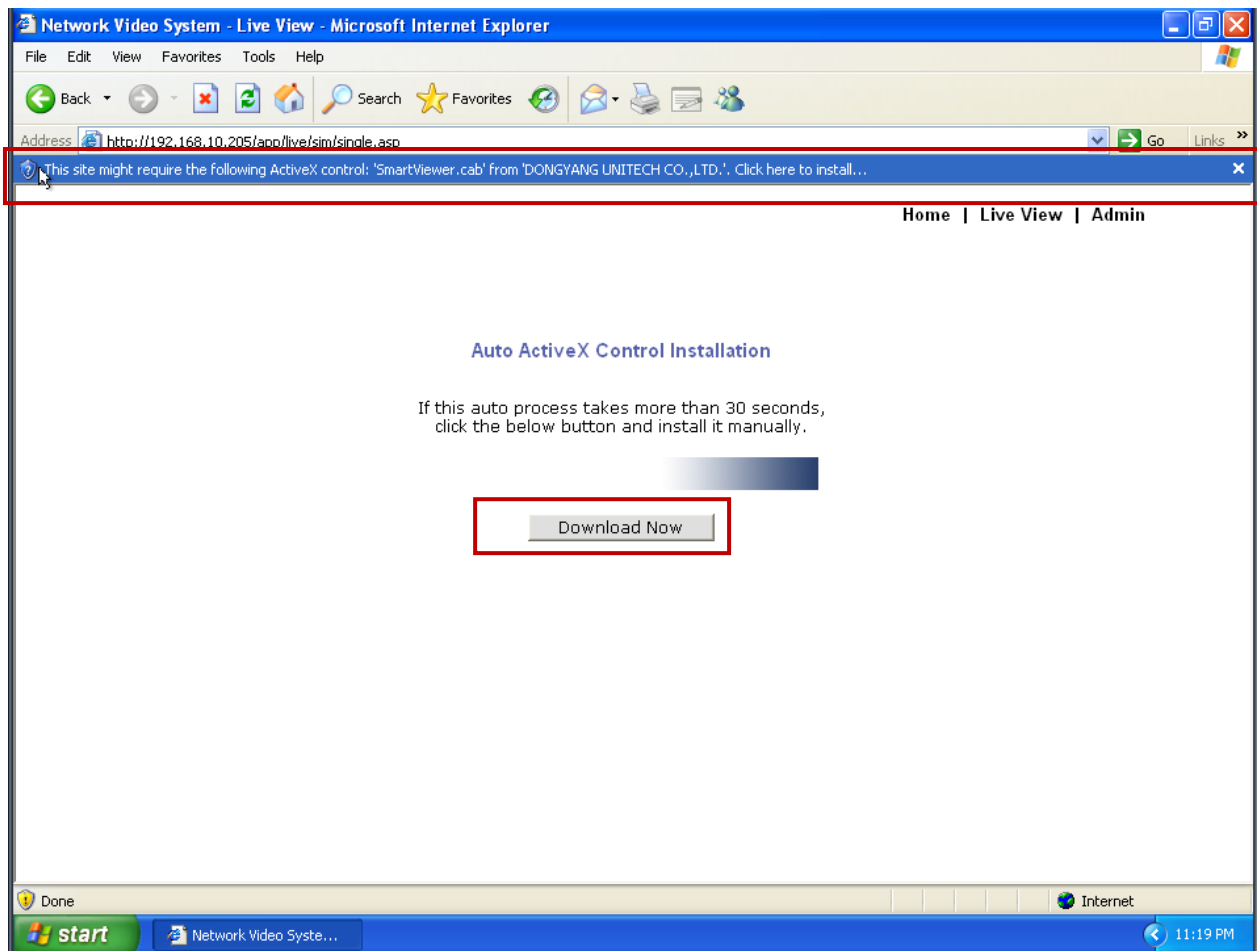 Network Video System - Live View - Microsoft Internet Explorer
File Edit View Favorites Tools Help
Back Search Favorites
Address http://192.168.10.205/app/live/sim/single.asp Go Links »
This site might require the following ActiveX control: 'SmartViewer.cab' from 'DONGYANG UNITECH CO.,LTD.'. Click here to install...
Home | Live View | Admin
Auto ActiveX Control Installation
If this auto process takes more than 30 seconds,
click the below button and install it manually.
Download Now
Done Internet
start Network Video Syste... 11:19 PM